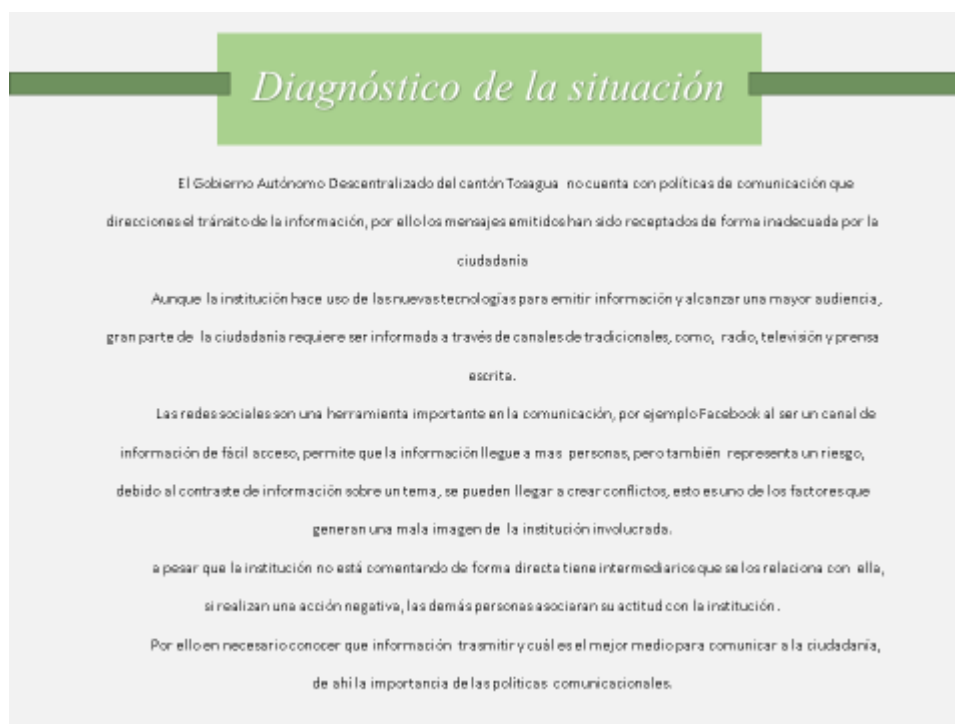 Diagnóstico de la situación
El Gobierno Autónomo Descentralizado del cantón Tosagua no cuenta con políticas de comunicación que
direcciones el tránsito de la información, por ello los mensajes emitidos han sido receptados de forma inadecuada por la
ciudadanía
Aunque la institución hace uso de las nuevas tecnologías para emitir información y alcanzar una mayor audiencia,
gran parte de la ciudadanía requiere ser informada a través de canales de tradicionales, como, radio, televisión y prensa
escrita.
Las redes sociales son una herramienta importante en la comunicación, por ejemplo Facebook al ser un canal de
información de fácil acceso, permite que la información llegue a mas personas, pero también representa un riesgo,
debido al contraste de información sobre un tema, se pueden llegar a crear conflictos, esto es uno de los factores que
generan una mala imagen de la institución involucrada.
a pesar que la institución no está comentando de forma directa tiene intermediarios que se los relaciona con ella,
si realizan una acción negativa, las demás personas asociaran su actitud con la institución.
Por ello en necesario conocer que información trasmitir y cuál es el mejor medio para comunicar a la ciudadanía,
de ahí la importancia de las políticas comunicacionales.